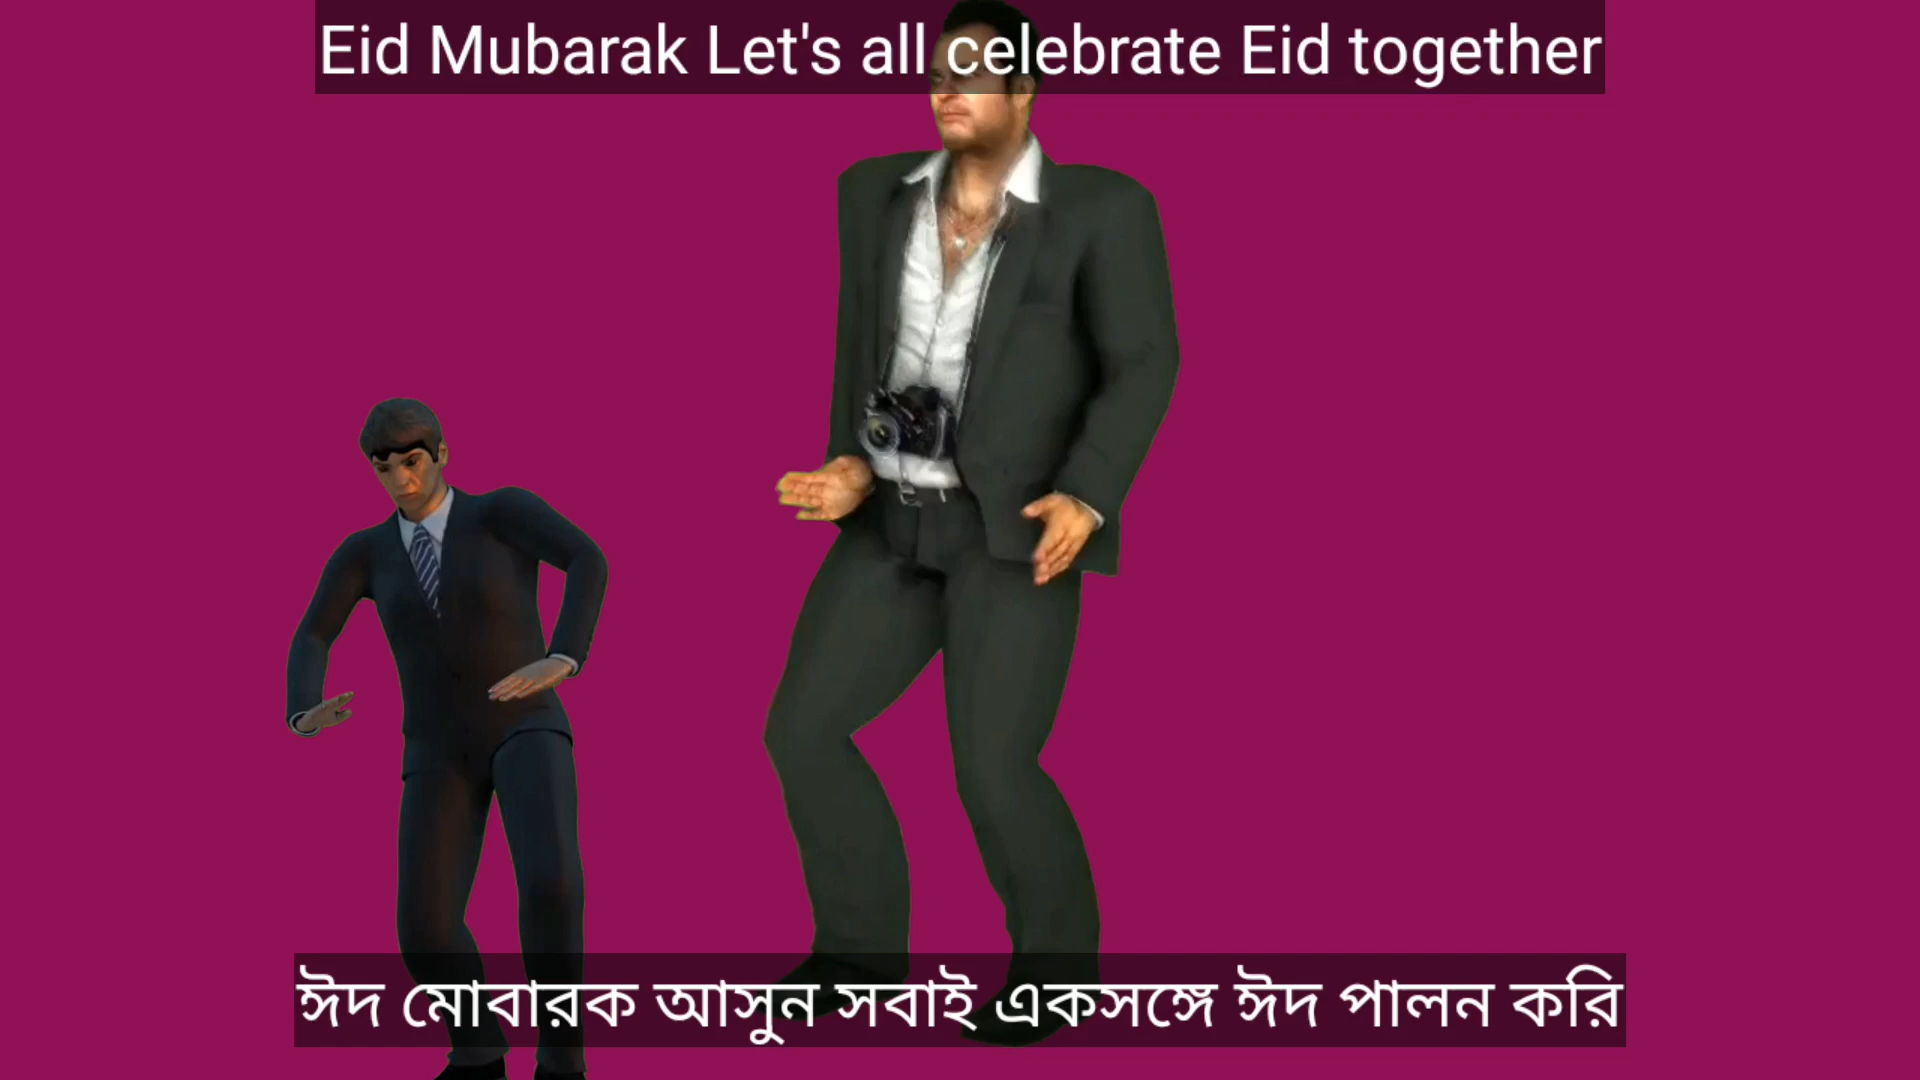 Eid Mubarak Let's all celebrate Eid together
ঈদ মোবারক আসুন সবাই একসঙ্গে ঈদ পালন করি